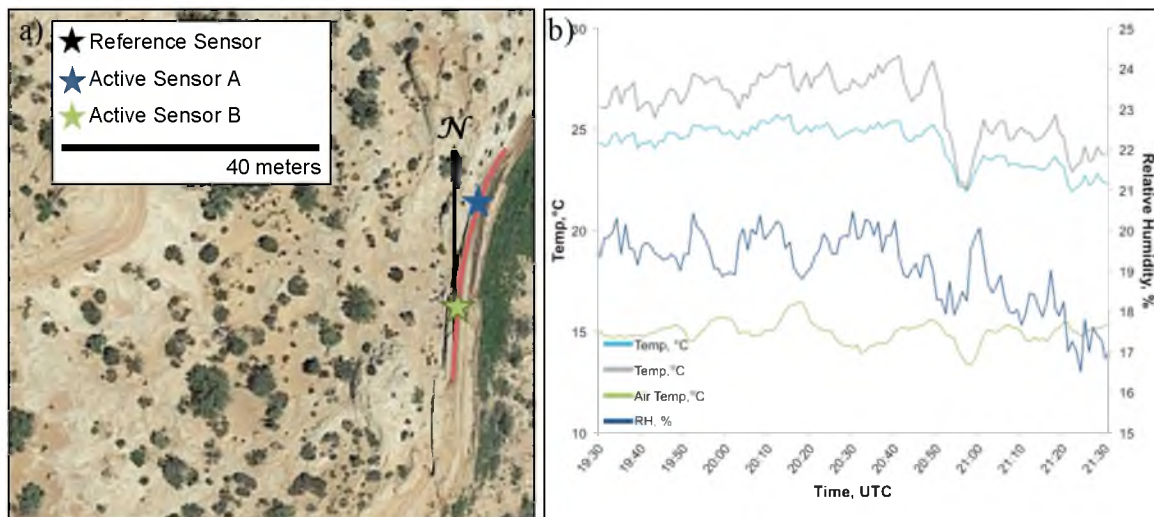 a)
Reference Sensor
Active Sensor A
Active Sensor B
40 meters
N
b)
30
25
20
15
10
Temp,°C
25
24
23
22
21
20
19
18
17
16
15
Relative Humidity, %
Temp, °C
Temp,°C
Air Temp,°C
RH, %
19:30
19:40
19:50
20:00
20:10
20:20
20:30
20:40
20:50
21:00
21:10
21:20
21:30
Time, UTC